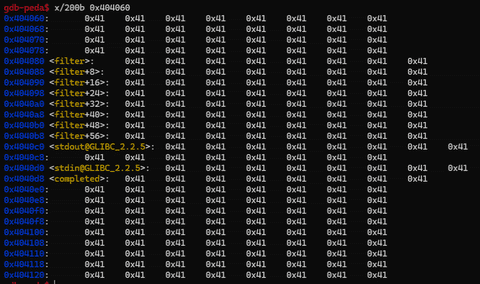 gdb-peda$ x/200b 0x404060
0x404060: 0x41 0x41 0x41 0x41 0x41 0x41 0x41 0x41
0x404068: 0x41 0x41 0x41 0x41 0x41 0x41 0x41 0x41
0x404070: 0x41 0x41 0x41 0x41 0x41 0x41 0x41 0x41
0x404078: 0x41 0x41 0x41 0x41 0x41 0x41 0x41 0x41
0x404080 <filter>: 0x41 0x41 0x41 0x41 0x41 0x41 0x41 0x41
0x404088 <filter+8>: 0x41 0x41 0x41 0x41 0x41 0x41 0x41 0x41
0x404090 <filter+16>: 0x41 0x41 0x41 0x41 0x41 0x41 0x41 0x41
0x404098 <filter+24>: 0x41 0x41 0x41 0x41 0x41 0x41 0x41 0x41
0x4040a0 <filter+32>: 0x41 0x41 0x41 0x41 0x41 0x41 0x41 0x41
0x4040a8 <filter+40>: 0x41 0x41 0x41 0x41 0x41 0x41 0x41 0x41
0x4040b0 <filter+48>: 0x41 0x41 0x41 0x41 0x41 0x41 0x41 0x41
0x4040b8 <filter+56>: 0x41 0x41 0x41 0x41 0x41 0x41 0x41 0x41
0x4040c0 <stdout@GLIBC_2.2.5>: 0x41 0x41 0x41 0x41 0x41 0x41 0x41 0x41
0x4040c8: 0x41 0x41 0x41 0x41 0x41 0x41 0x41 0x41
0x4040d0 <stdin@GLIBC_2.2.5>: 0x41 0x41 0x41 0x41 0x41 0x41 0x41 0x41
0x4040d8 <completed>: 0x41 0x41 0x41 0x41 0x41 0x41 0x41 0x41
0x4040e0: 0x41 0x41 0x41 0x41 0x41 0x41 0x41 0x41
0x4040e8: 0x41 0x41 0x41 0x41 0x41 0x41 0x41 0x41
0x4040f0: 0x41 0x41 0x41 0x41 0x41 0x41 0x41 0x41
0x4040f8: 0x41 0x41 0x41 0x41 0x41 0x41 0x41 0x41
0x404100: 0x41 0x41 0x41 0x41 0x41 0x41 0x41 0x41
0x404108: 0x41 0x41 0x41 0x41 0x41 0x41 0x41 0x41
0x404110: 0x41 0x41 0x41 0x41 0x41 0x41 0x41 0x41
0x404118: 0x41 0x41 0x41 0x41 0x41 0x41 0x41 0x41
0x404120: 0x41 0x41 0x41 0x41 0x41 0x41 0x41 0x41